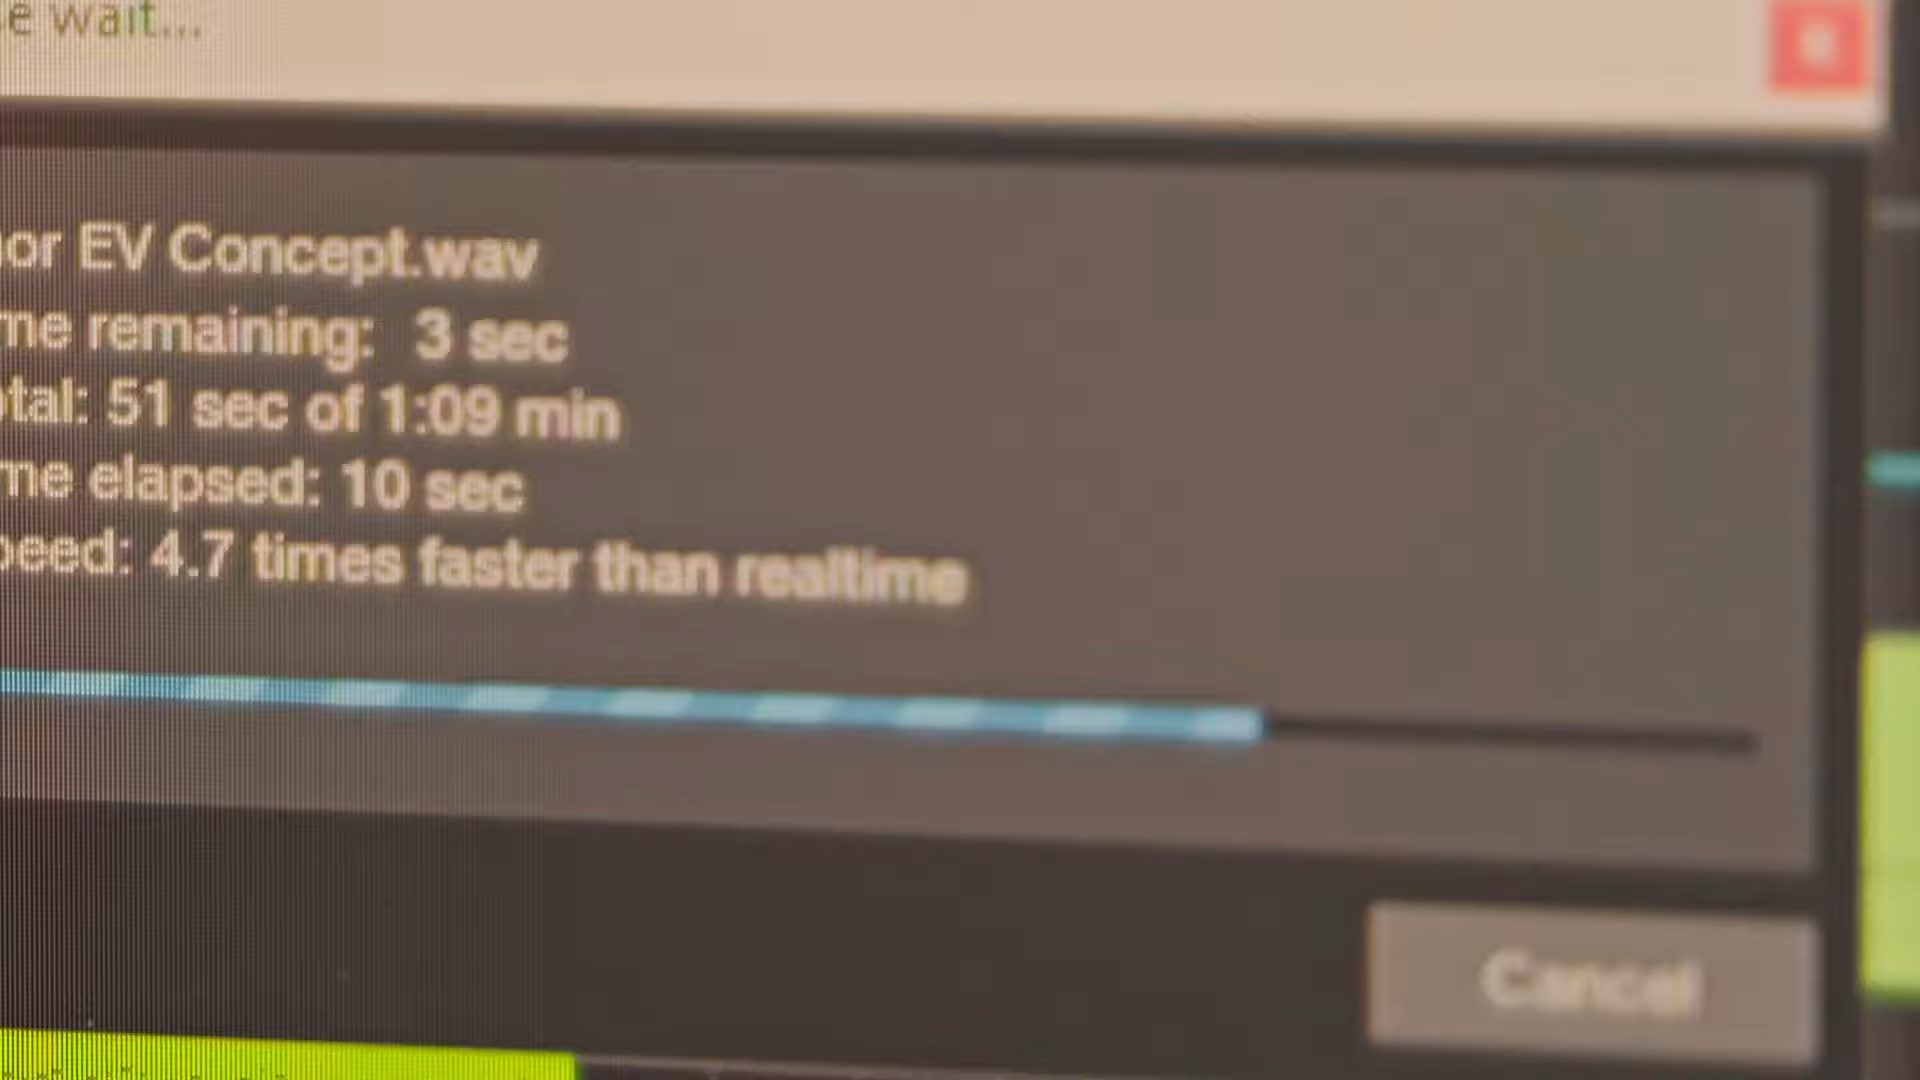 e wait...
or EV Concept.wav
me remaining: 3 sec
tal: 51 sec of 1:09 min
me elapsed: 10 sec
peed: 4.7 times faster than realtime
Cancel